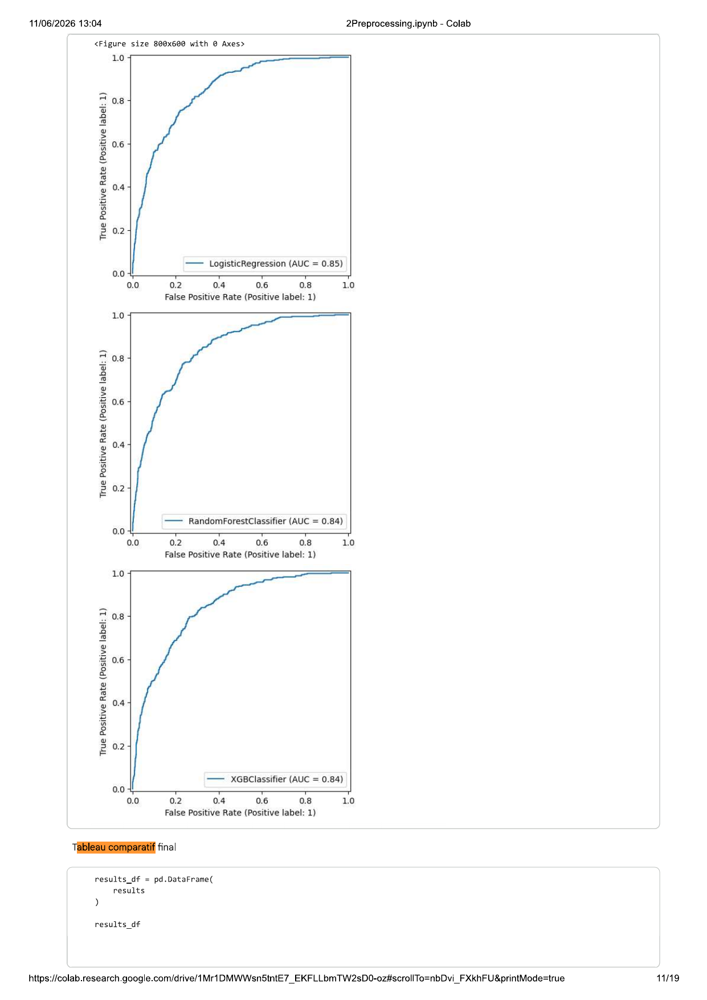 11/06/2026 13:04
2Preprocessing.ipynb - Colab
<Figure size 800x600 with 0 Axes>
1.0
0.8
0.6
0.4
0.2
0.0
True Positive Rate (Positive label: 1)
LogisticRegression (AUC = 0.85)
0.0 0.2 0.4 0.6 0.8 1.0
False Positive Rate (Positive label: 1)
1.0
0.8
0.6
0.4
0.2
0.0
True Positive Rate (Positive label: 1)
RandomForestClassifier (AUC = 0.84)
0.0 0.2 0.4 0.6 0.8 1.0
False Positive Rate (Positive label: 1)
1.0
0.8
0.6
0.4
0.2
0.0
True Positive Rate (Positive label: 1)
XGBClassifier (AUC = 0.84)
0.0 0.2 0.4 0.6 0.8 1.0
False Positive Rate (Positive label: 1)
Tableau comparatif final
results_df = pd.DataFrame(
    results
)
results_df
https://colab.research.google.com/drive/1Mr1DMWWsn5tntE7_EKFLLbmTW2sD0-oz#scrollTo=nbDvi_FXkhFU&printMode=true
11/19